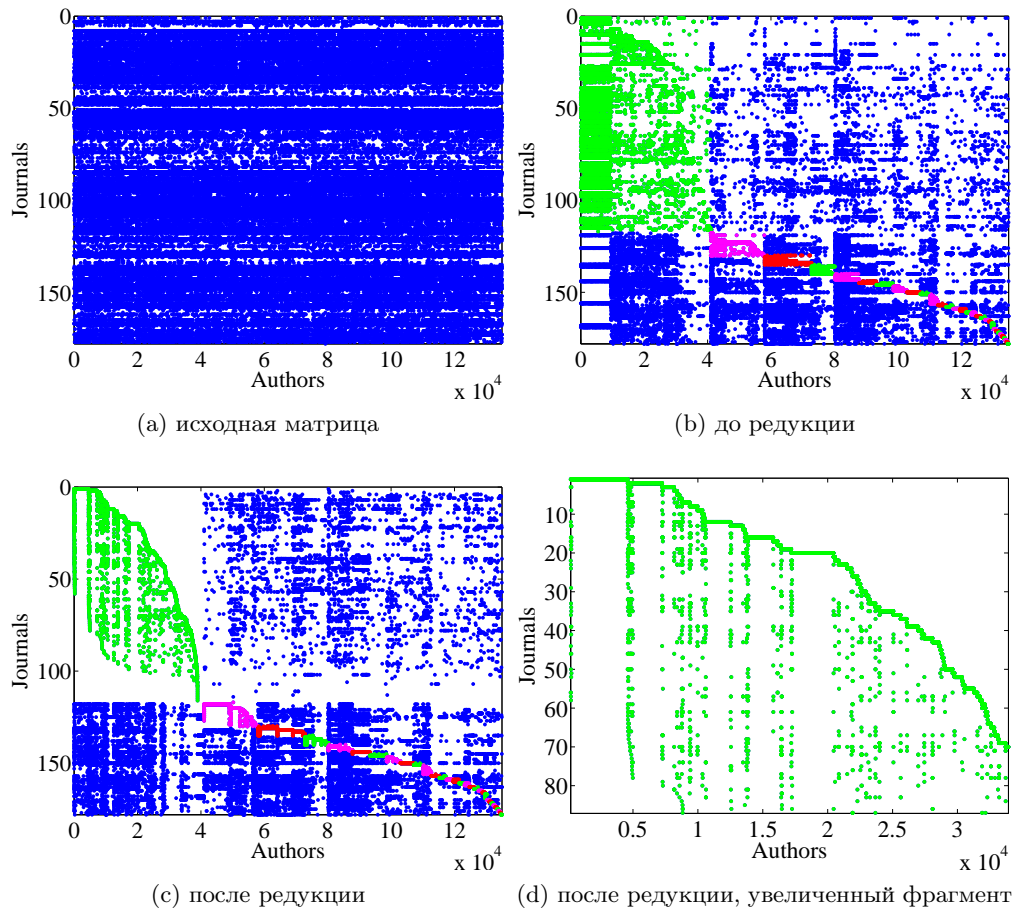 0
50
100
150
Journals
0 2 4 6 8 10 12
Authors
x 10^4
(a) исходная матрица
0
50
100
150
Journals
0 2 4 6 8 10 12
Authors
x 10^4
(b) до редукции
0
50
100
150
Journals
0 2 4 6 8 10 12
Authors
x 10^4
(c) после редукции
10
20
30
40
50
60
70
80
Journals
0.5 1 1.5 2 2.5 3
Authors
x 10^4
(d) после редукции, увеличенный фрагмент